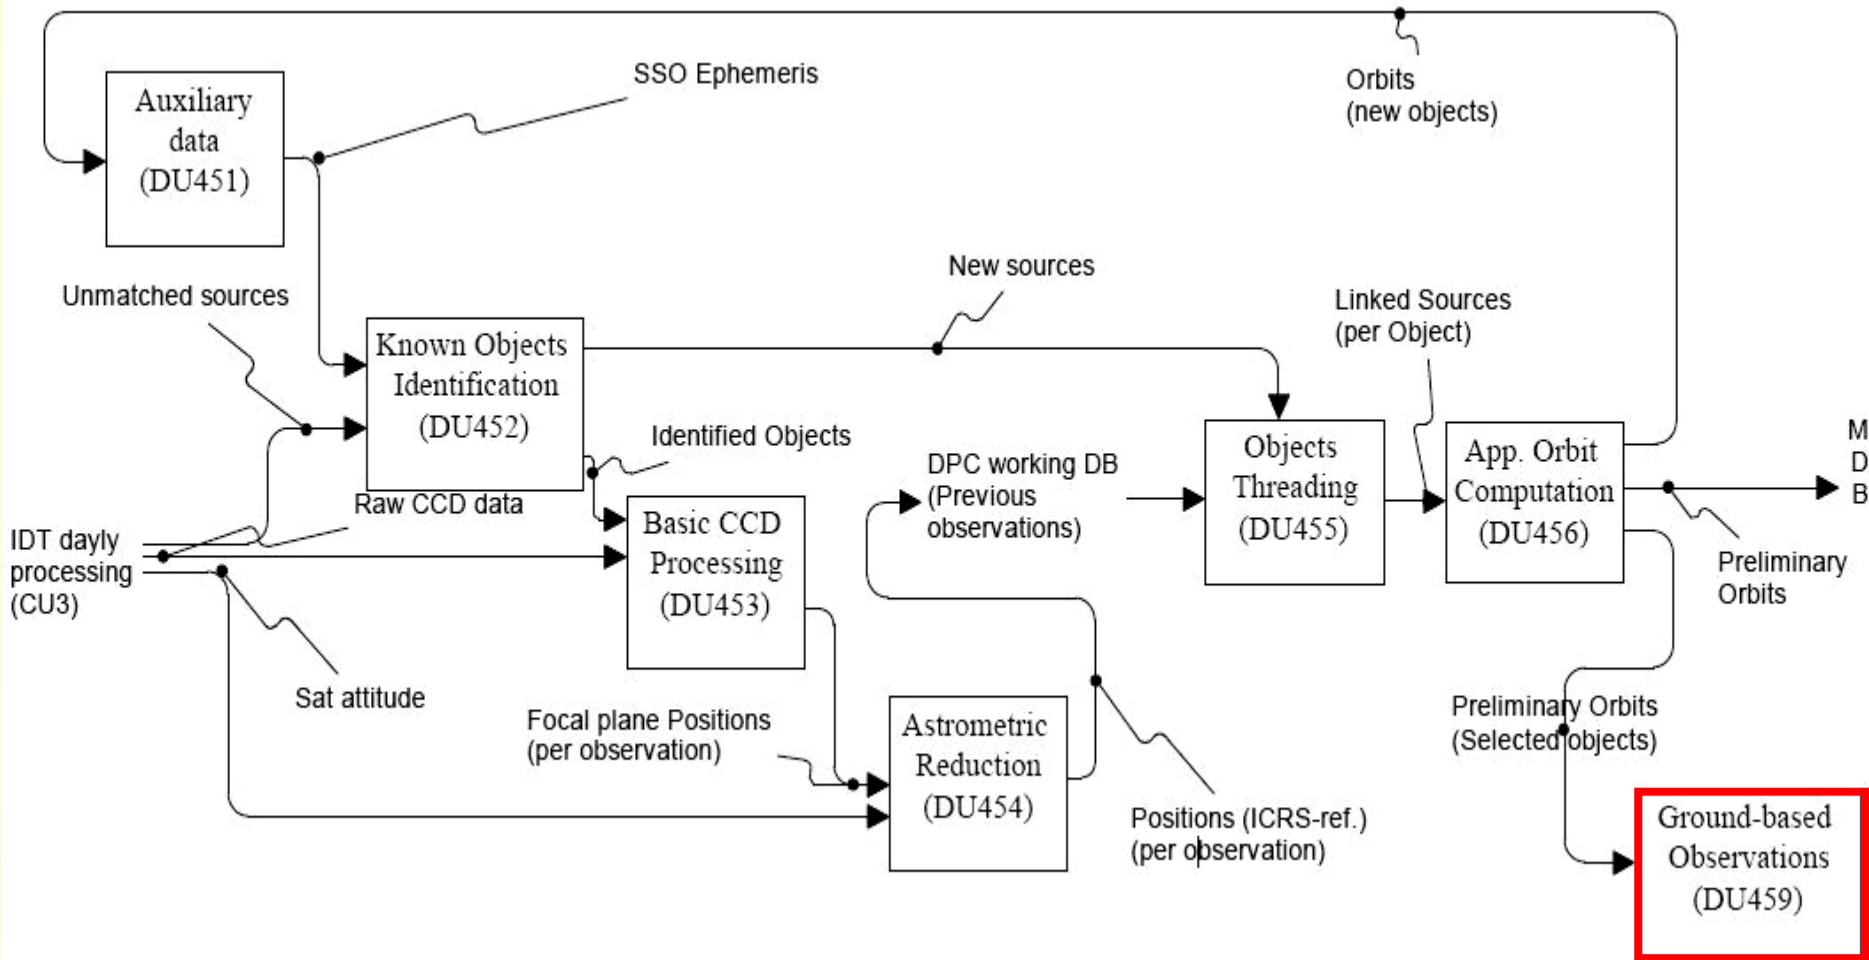 SSO Ephemeris
Orbits
(new objects)
Auxiliary
data
(DU451)
Unmatched sources
New sources
Linked Sources
(per Object)
Known Objects
Identification
(DU452)
Identified Objects
Raw CCD data
IDT dayly
processing
(CU3)
Basic CCD
Processing
(DU453)
DPC working DB
(Previous
observations)
Objects
Threading
(DU455)
App. Orbit
Computation
(DU456)
M
D
B
Preliminary
Orbits
Sat attitude
Focal plane Positions
(per observation)
Astrometric
Reduction
(DU454)
Positions (ICRS-ref.)
(per observation)
Preliminary Orbits
(Selected objects)
Ground-based
Observations
(DU459)